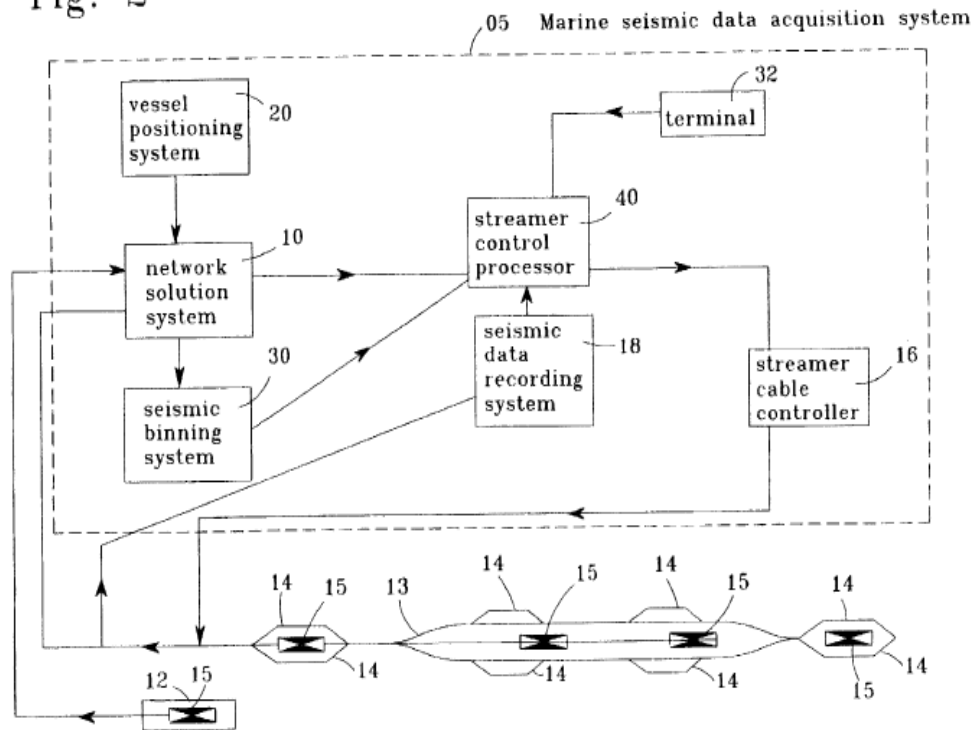 Fig. 2
05 Marine seismic data acquisition system
vessel
positioning
system
20
32
terminal
40
streamer
control
processor
10
network
solution
system
30
seismic
binning
system
18
seismic
data
recording
system
16
streamer
cable
controller
14
15
13
14
15
14
15
14
14
14
14
15
14
12
15